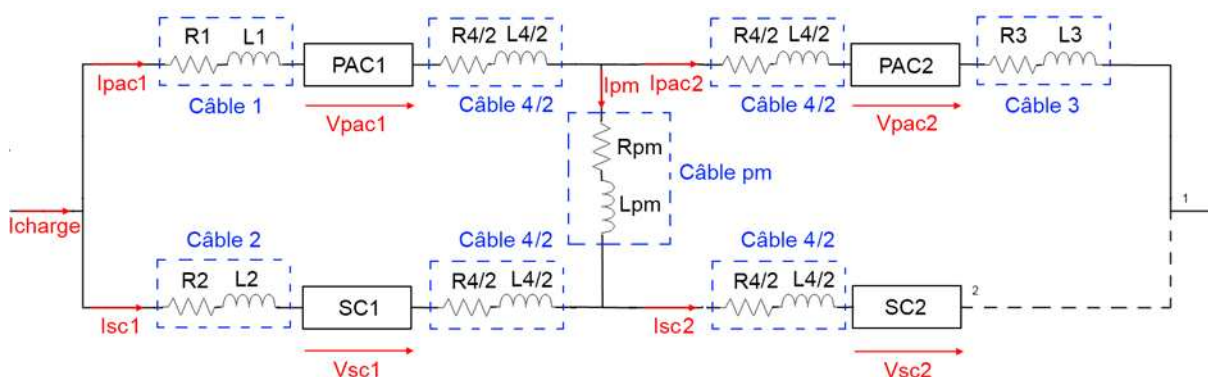 R1 L1 R4/2 L4/2 R4/2 L4/2 R3 L3
PAC1 PAC2
Ipac1 Câble 1 Câble 4/2 Ipm Ipac2 Câble 4/2 Câble 3
Vpac1 Vpac2
Rpm
Câble pm
Lpm
1
Icharge
Câble 2 Câble 4/2 Câble 4/2
R2 L2 R4/2 L4/2 R4/2 L4/2
2
SC1 SC2
Isc1 Isc2
Vsc1 Vsc2